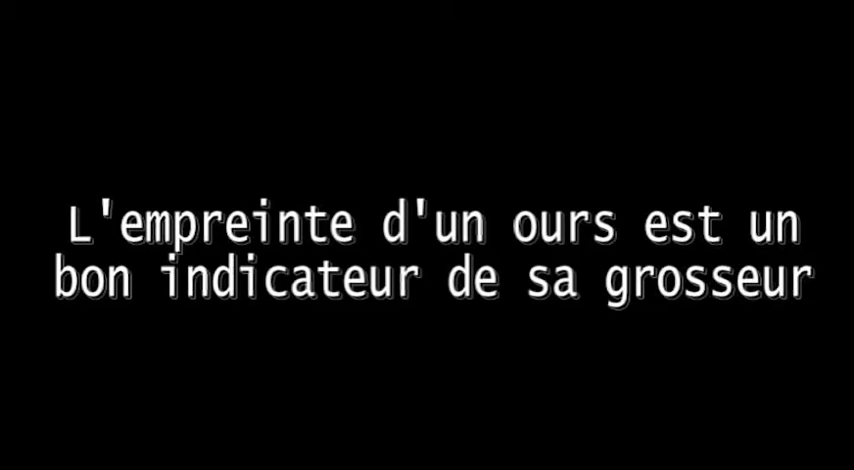 L'empreinte d'un ours est un
bon indicateur de sa grosseur